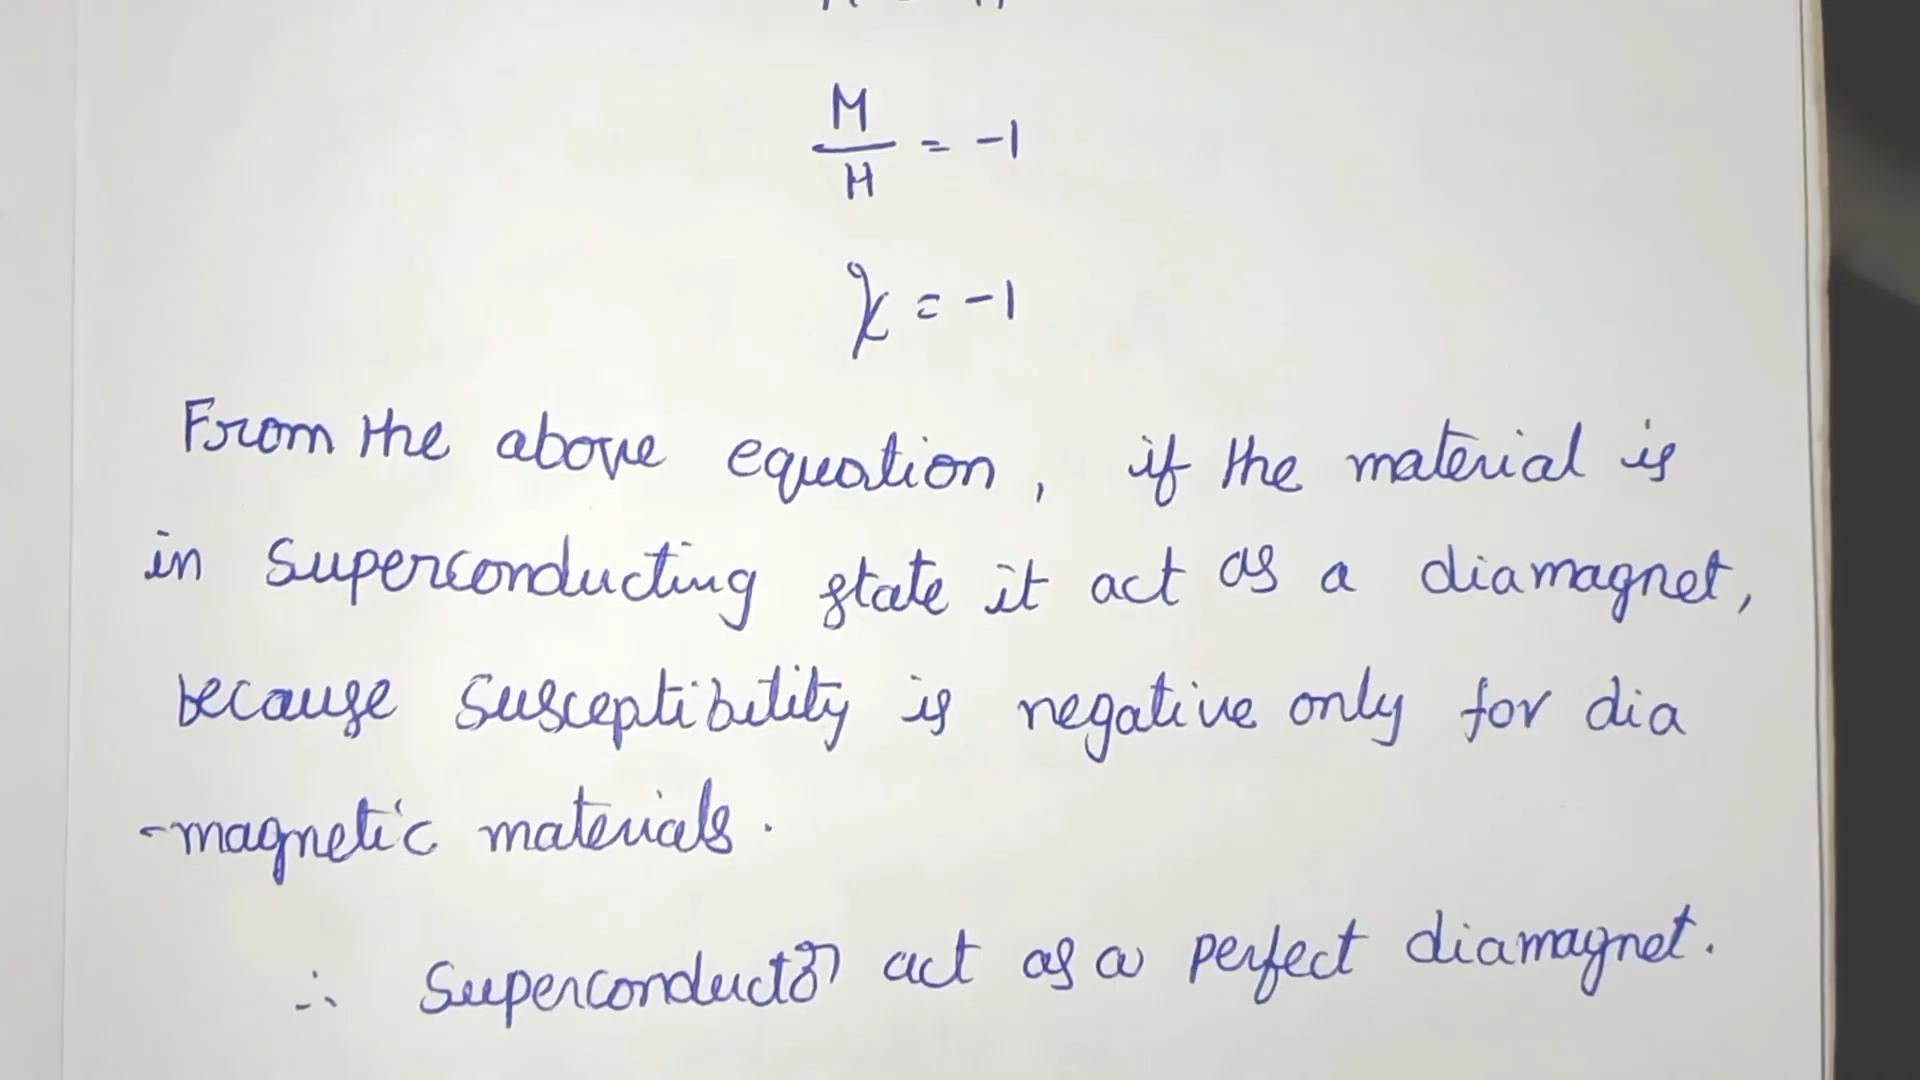 M/H = -1
χ = -1
From the above equation, if the material is
in superconducting state it act as a diamagnet,
because susceptibility is negative only for dia
-magnetic materials.
∴ Superconductor act as a perfect diamagnet.